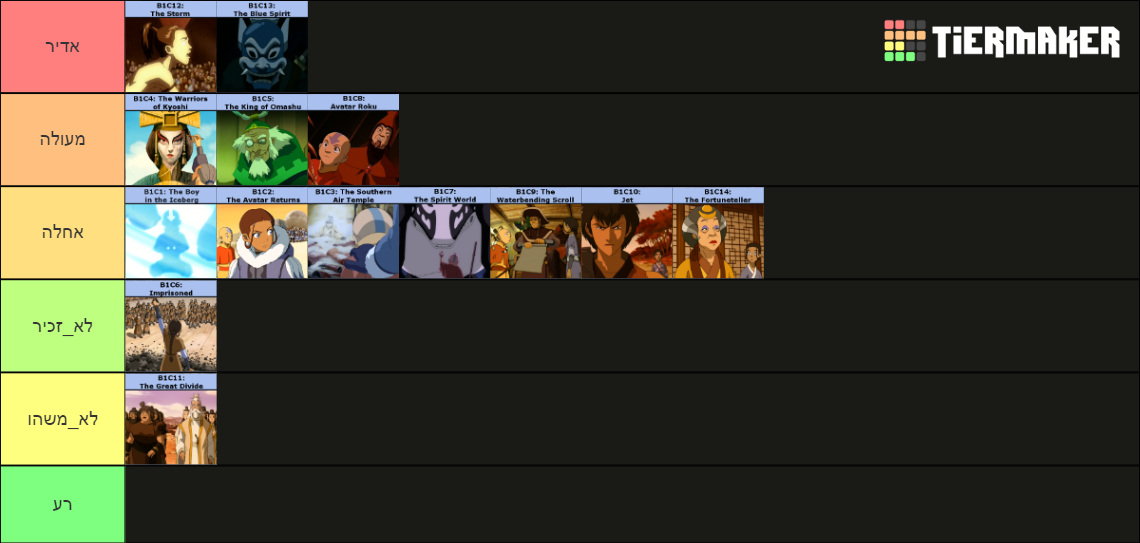 אדיר
B1C12:
The Storm
B1C13:
The Blue Spirit
TIERMAKER
מעולה
B1C4: The Warriors
of Kyoshi
B1C5:
The King of Omashu
B1C8:
Avatar Roku
אחלה
B1C1: The Boy
in the Iceberg
B1C2:
The Avatar Returns
B1C3: The Southern
Air Temple
B1C7:
The Spirit World
B1C9: The
Waterbending Scroll
B1C10:
Jet
B1C14:
The Fortuneteller
לא_זכיר
B1C6:
Imprisoned
לא_משהו
B1C11:
The Great Divide
רע